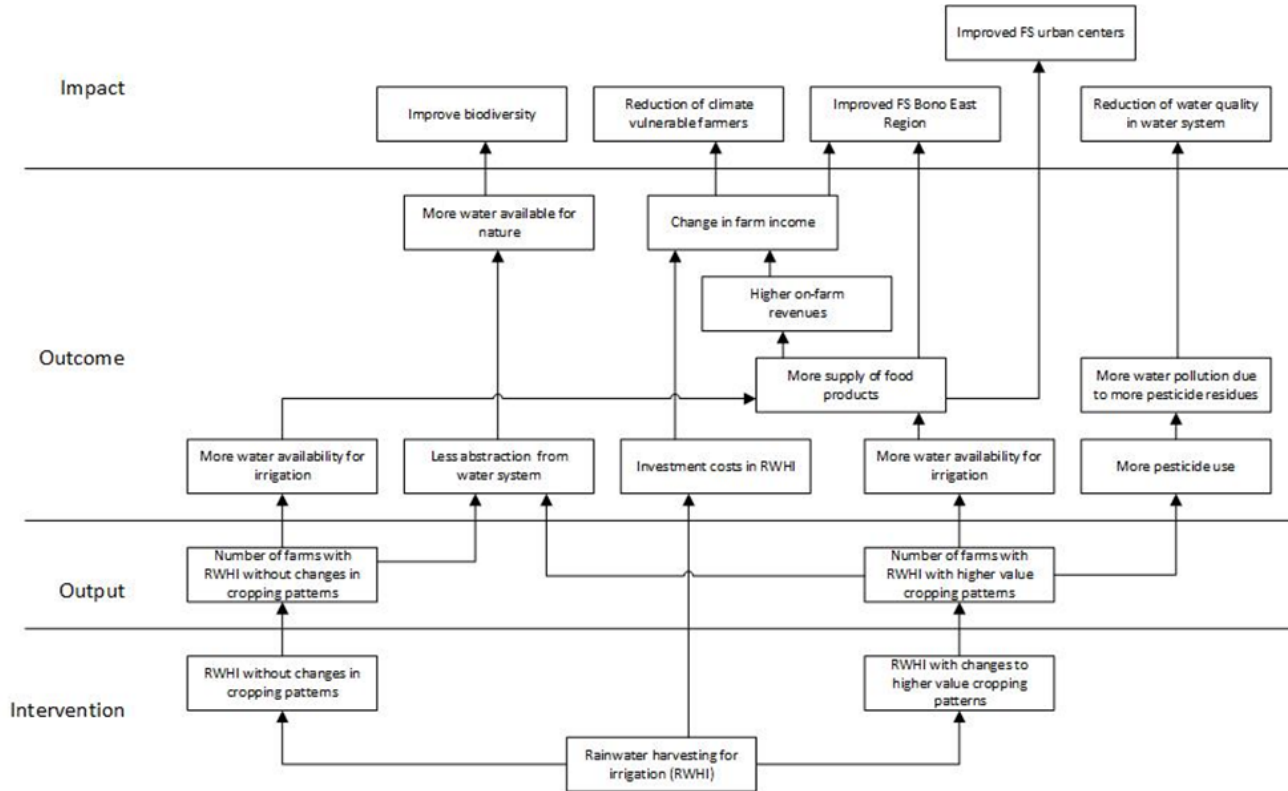 Improved FS urban centers
Impact
Improve biodiversity
Reduction of climate
vulnerable farmers
Improved FS Bono East
Region
Reduction of water quality
in water system
More water available for
nature
Change in farm income
Higher on-farm
revenues
Outcome
More supply of food
products
More water pollution due
to more pesticide residues
More water availability for
irrigation
Less abstraction from
water system
Investment costs in RWHI
More water availability for
irrigation
More pesticide use
Output
Number of farms with
RWHI without changes in
cropping patterns
Number of farms with
RWHI with higher value
cropping patterns
Intervention
RWHI without changes in
cropping patterns
RWHI with changes to
higher value cropping
patterns
Rainwater harvesting for
irrigation (RWHI)